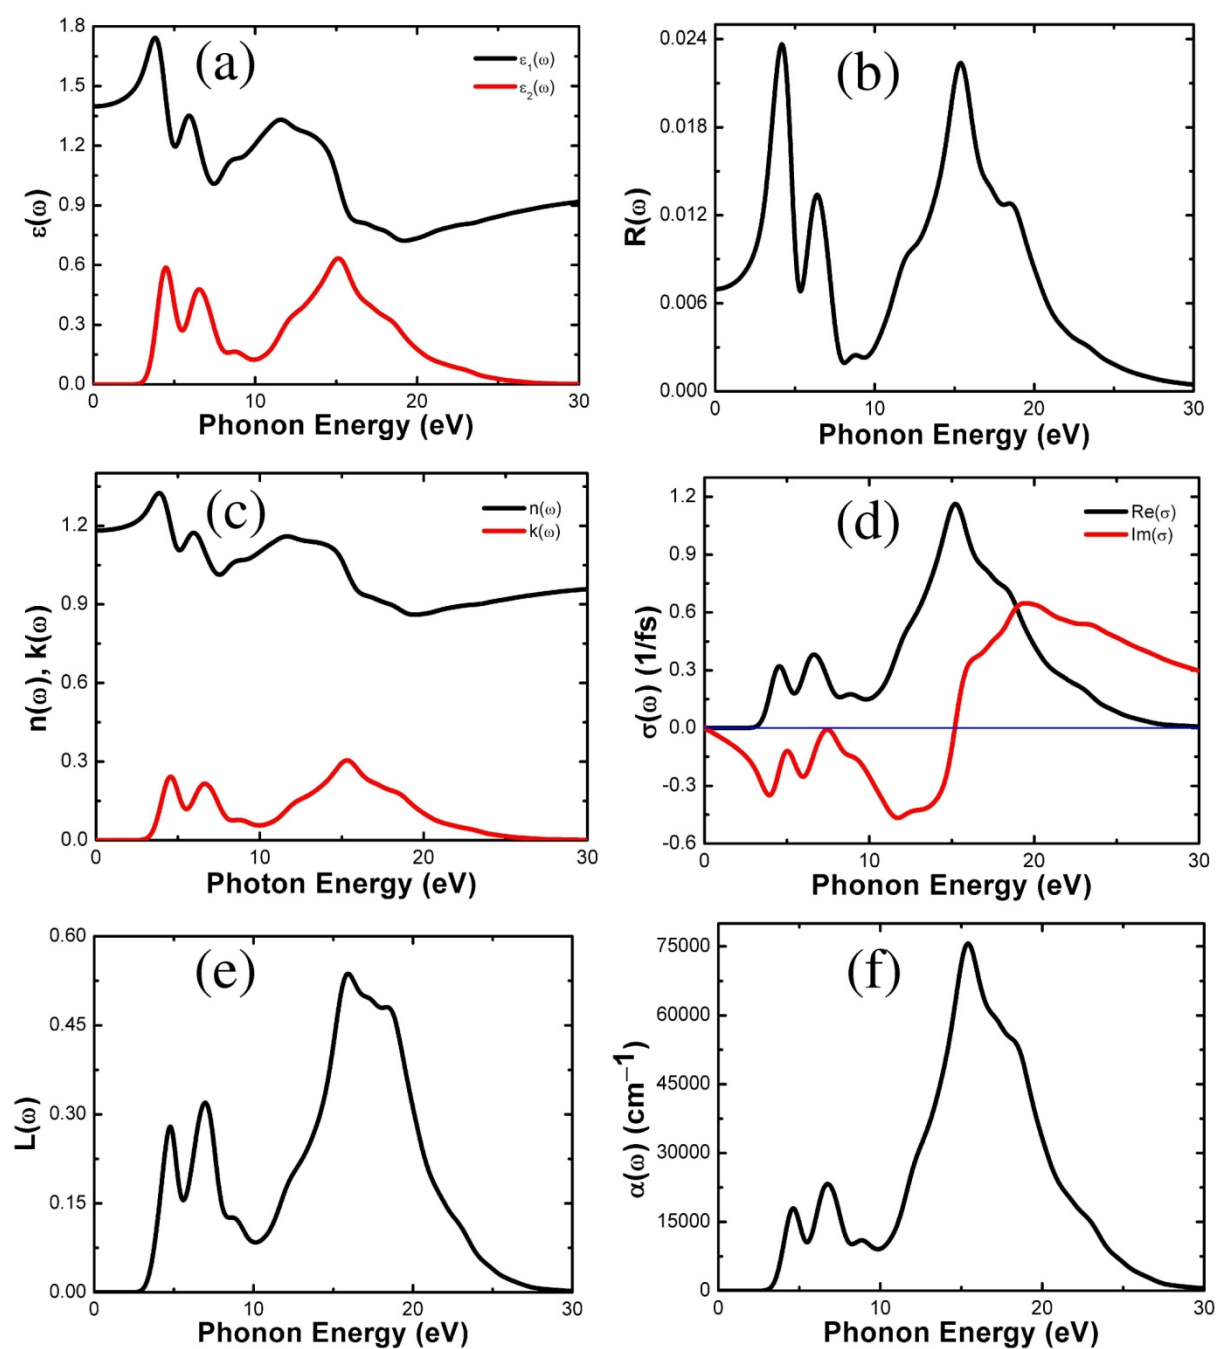 (a)
ε₁(ω)
ε₂(ω)
1.8
1.5
1.2
0.9
0.6
0.3
0.0
ε(ω)
0 10 20 30
Phonon Energy (eV)
(b)
0.024
0.018
0.012
0.006
0.000
R(ω)
0 10 20 30
Phonon Energy (eV)
(c)
n(ω)
k(ω)
1.2
0.9
0.6
0.3
0.0
n(ω), k(ω)
0 10 20 30
Photon Energy (eV)
(d)
Re(σ)
Im(σ)
1.2
0.9
0.6
0.3
0.0
-0.3
-0.6
σ(ω) (1/fs)
0 10 20 30
Phonon Energy (eV)
(e)
0.60
0.45
0.30
0.15
0.00
L(ω)
0 10 20 30
Phonon Energy (eV)
(f)
75000
60000
45000
30000
15000
0
α(ω) (cm⁻¹)
0 10 20 30
Phonon Energy (eV)